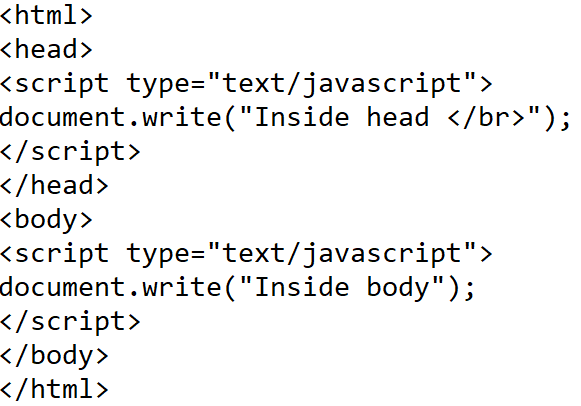 <html>
<head>
<script type="text/javascript">
document.write("Inside head </br>");
</script>
</head>
<body>
<script type="text/javascript">
document.write("Inside body");
</script>
</body>
</html>